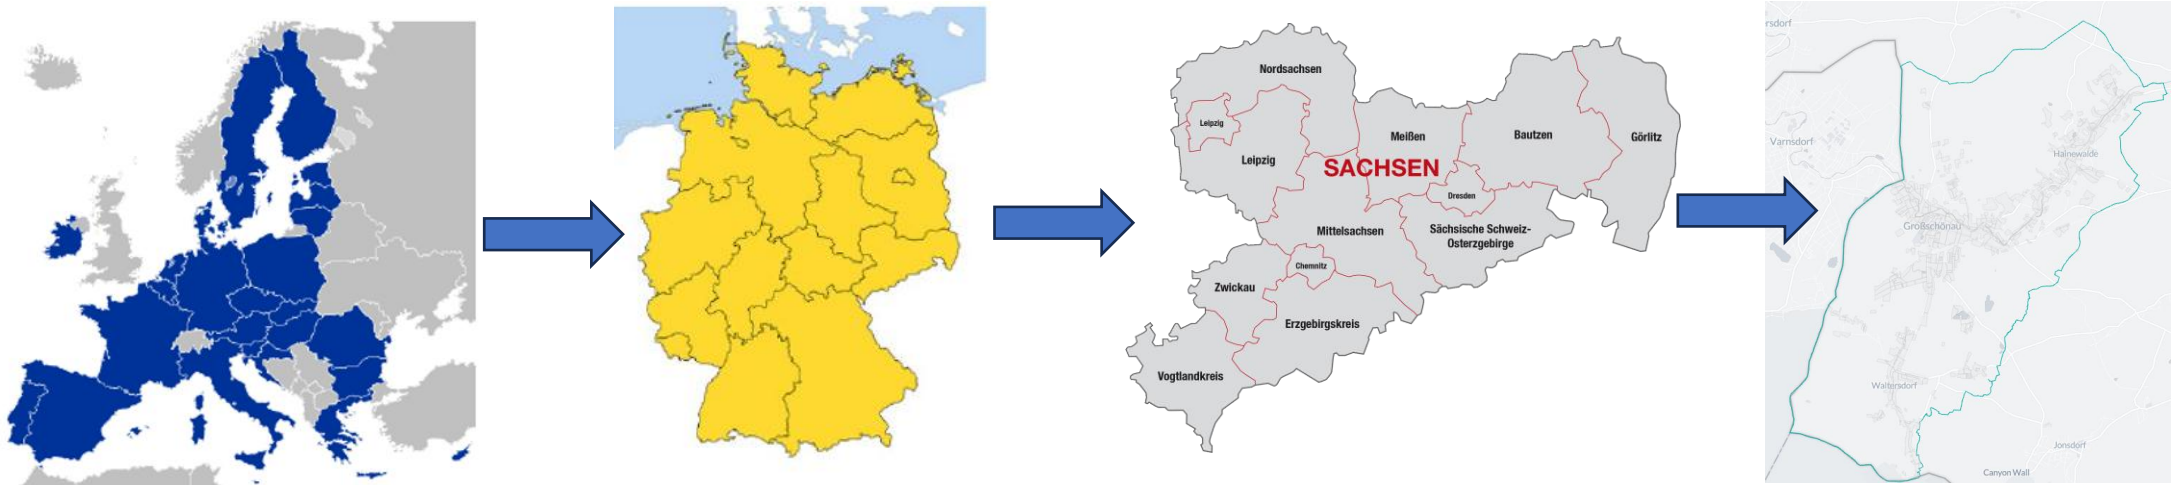 Nordsachsen
Leipzig
Leipzig
Meißen
Bautzen
Görlitz
SACHSEN
Dresden
Mittelsachsen
Sächsische Schweiz-
Osterzgebirge
Chemnitz
Zwickau
Erzgebirgskreis
Vogtlandkreis
rsdorf
Varnsdorf
Hainewalde
Großschönau
Waltersdorf
Jonsdorf
Canyon Wall